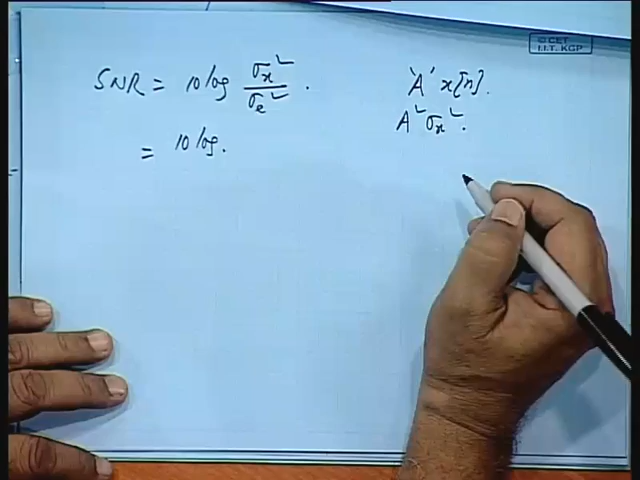 © CET
I.I.T. KGP
SNR = 10 log σx² / σe² .
'A' x[n].
A² σx² .
= 10 log.